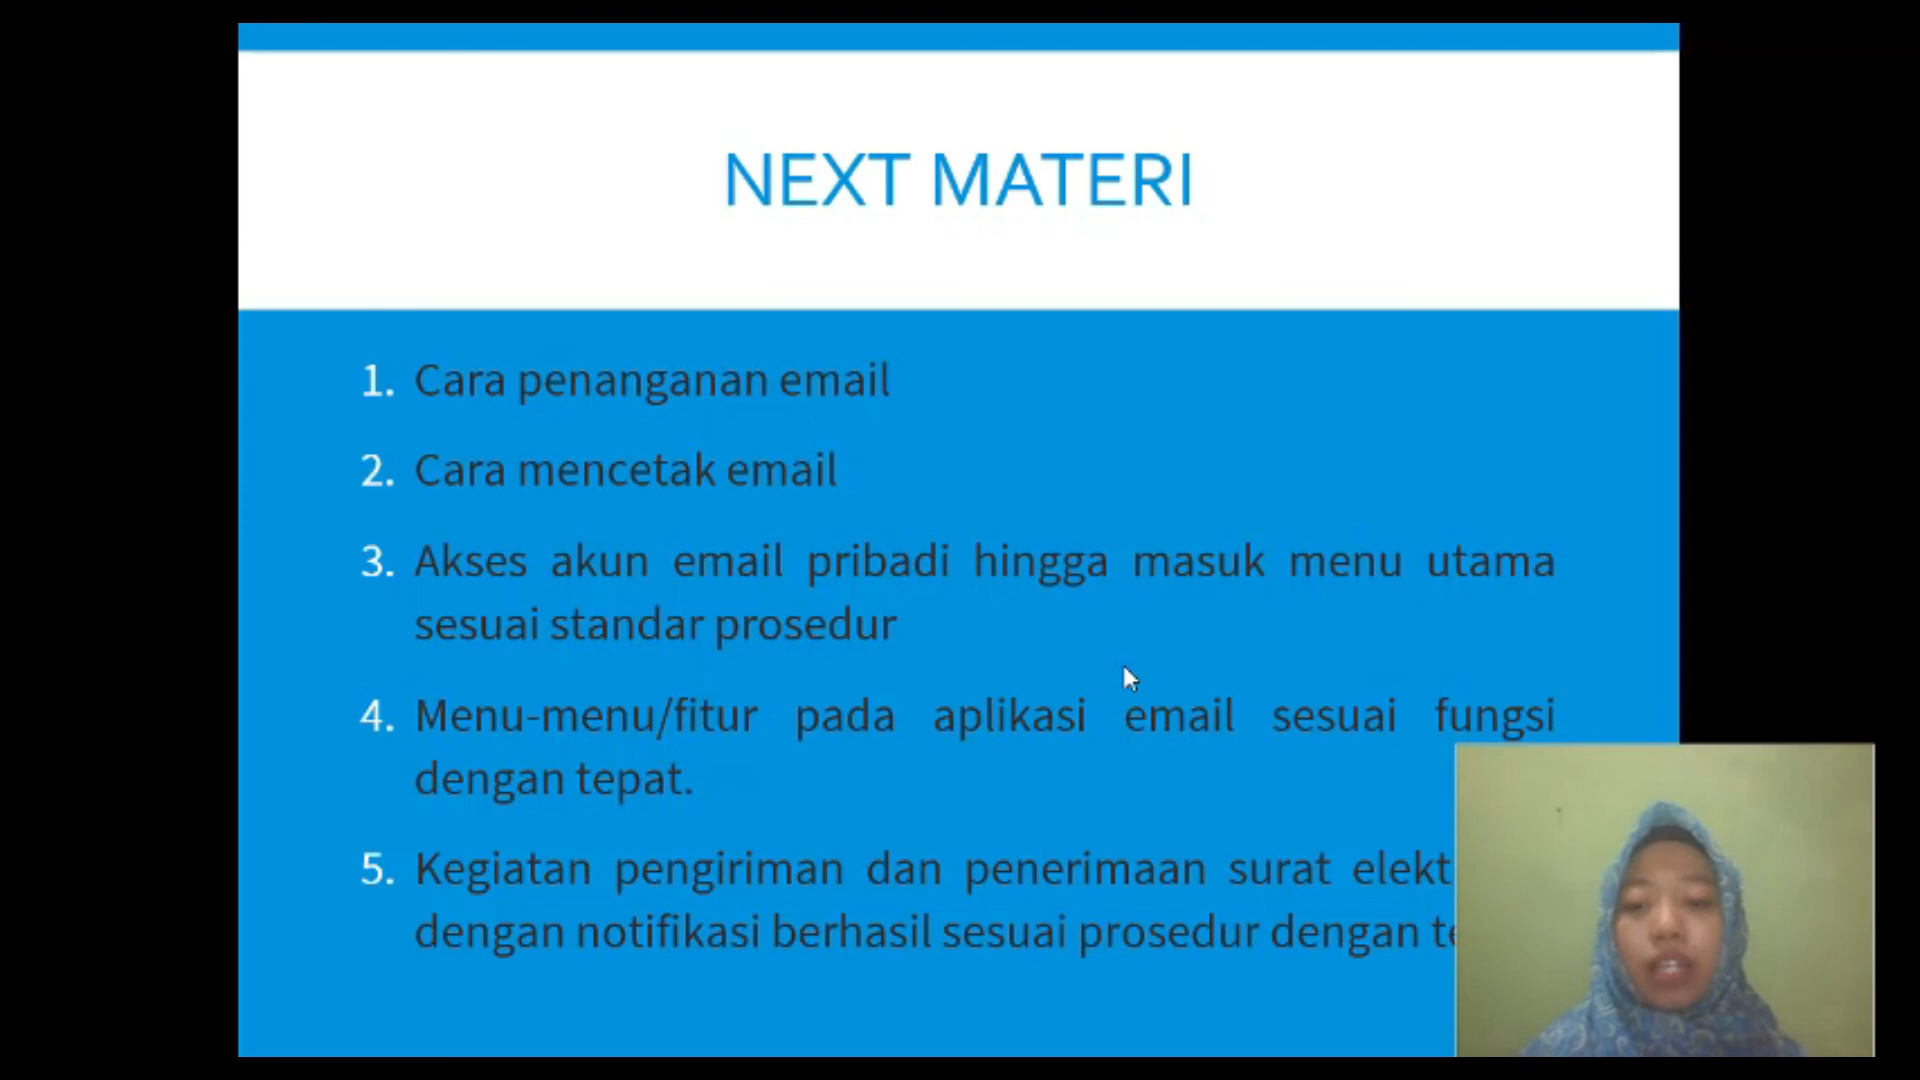 NEXT MATERI
1. Cara penanganan email
2. Cara mencetak email
3. Akses akun email pribadi hingga masuk menu utama
sesuai standar prosedur
4. Menu-menu/fitur pada aplikasi email sesuai fungsi
dengan tepat.
5. Kegiatan pengiriman dan penerimaan surat
dengan notifikasi berhasil sesuai prosedur dengan